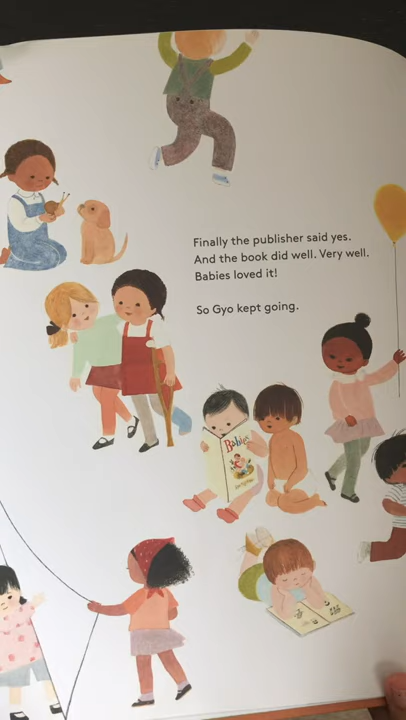 Finally the publisher said yes.
And the book did well. Very well.
Babies loved it!
So Gyo kept going.
Babies